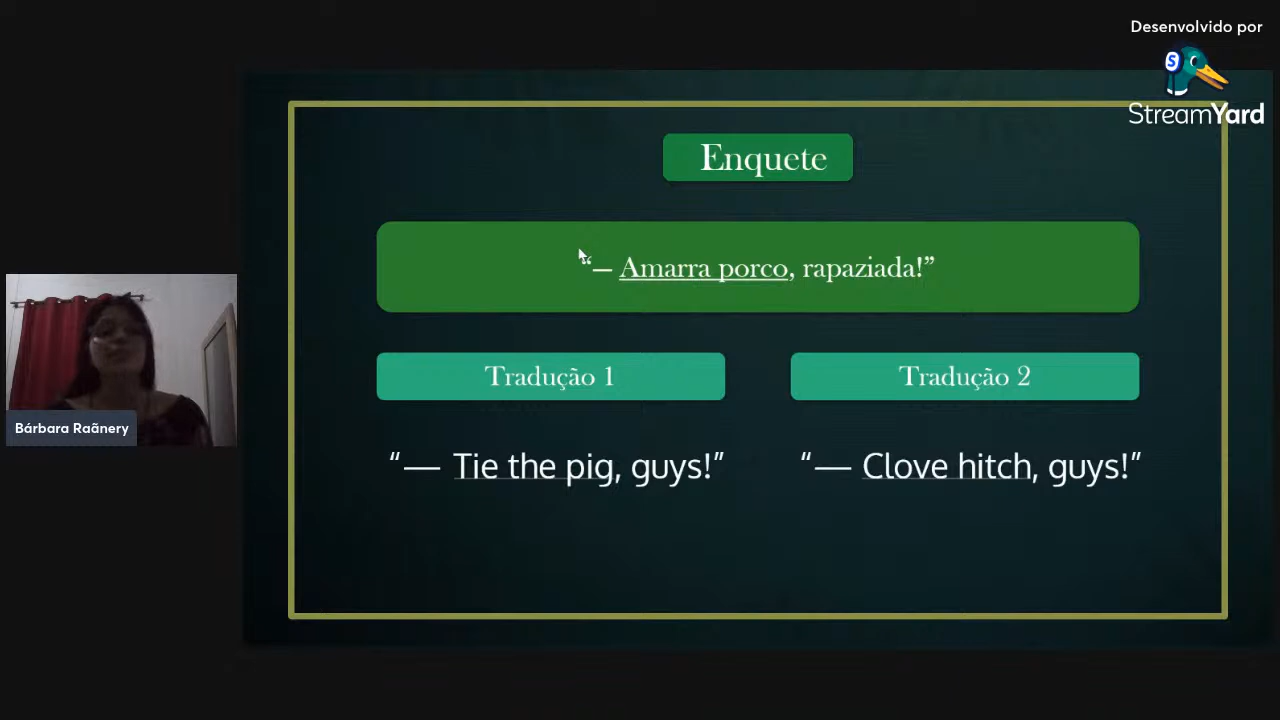 Desenvolvido por
StreamYard
Enquete
“– Amarra porco, rapaziada!”
Tradução 1
Tradução 2
“— Tie the pig, guys!”
“— Clove hitch, guys!”
Bárbara Raãnery